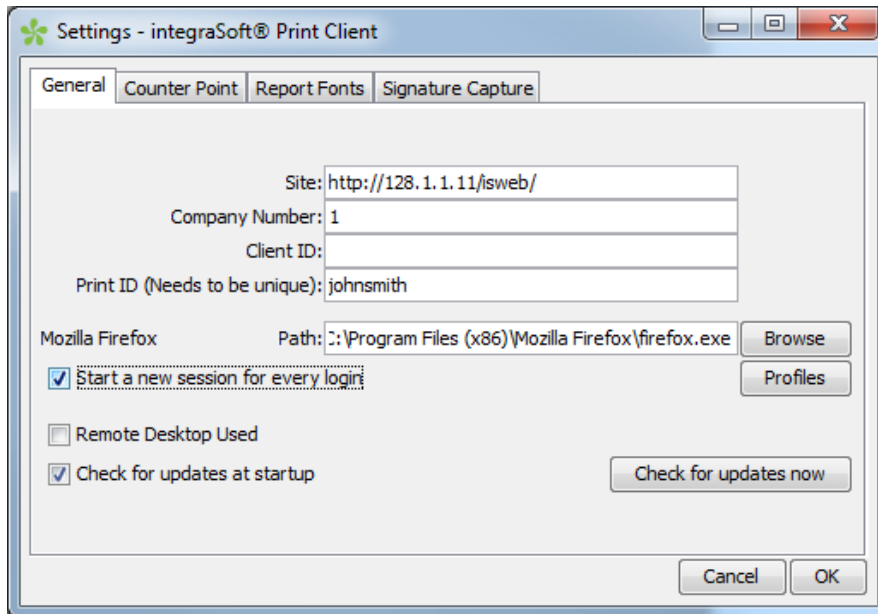 Settings - integraSoft® Print Client
General Counter Point Report Fonts Signature Capture
Site: http://128.1.1.11/isweb/
Company Number: 1
Client ID:
Print ID (Needs to be unique): johnsmith
Mozilla Firefox Path: :\Program Files (x86)\Mozilla Firefox\firefox.exe Browse
Start a new session for every login Profiles
Remote Desktop Used
Check for updates at startup Check for updates now
Cancel OK